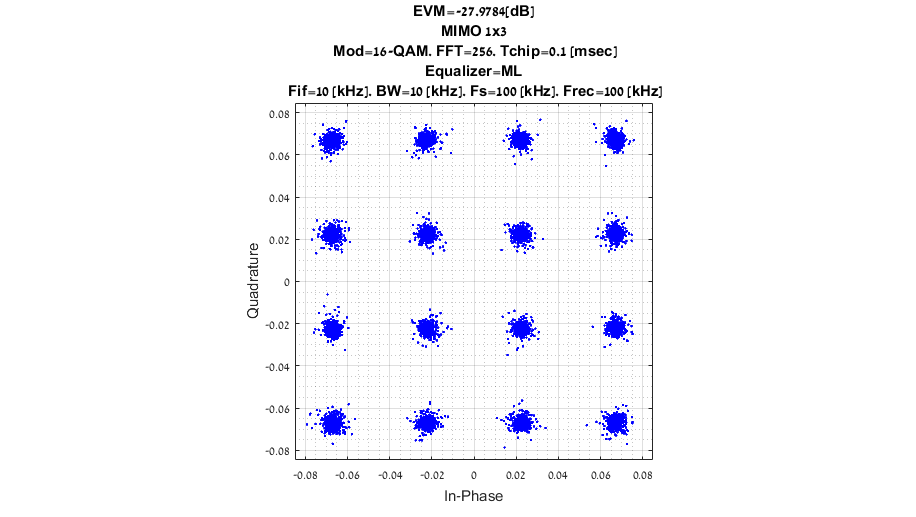 EVM=-27.9784[dB]
MIMO 1x3
Mod=16-QAM. FFT=256. Tchip=0.1 [msec]
Equalizer=ML
Fif=10 [kHz]. BW=10 [kHz]. Fs=100 [kHz]. Frec=100 [kHz]
0.08
0.06
0.04
0.02
0
-0.02
-0.04
-0.06
-0.08
Quadrature
-0.08 -0.06 -0.04 -0.02 0 0.02 0.04 0.06 0.08
In-Phase